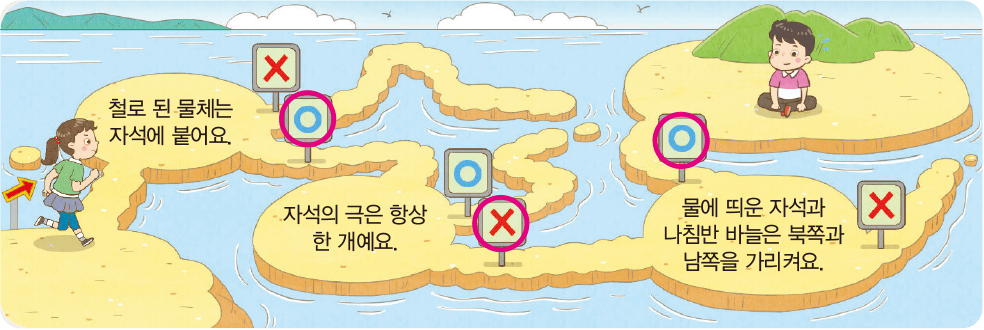 철로 된 물체는
자석에 붙어요.
자석의 극은 항상
한 개예요.
물에 띄운 자석과
나침반 바늘은 북쪽과
남쪽을 가리켜요.